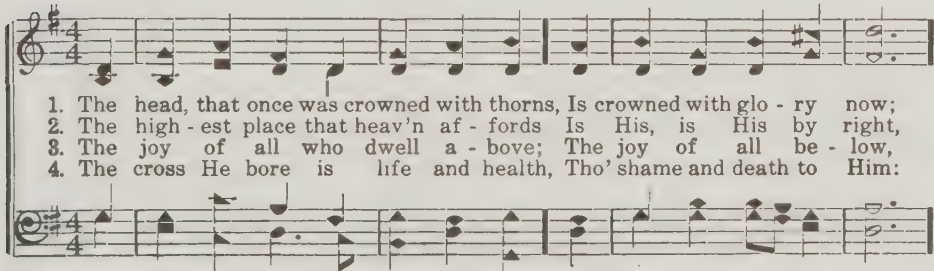 1. The head, that once was crowned with thorns, Is crowned with glo - ry now;
2. The high - est place that heav'n af - fords Is His, is His by right,
3. The joy of all who dwell a - bove; The joy of all be - low,
4. The cross He bore is life and health, Tho' shame and death to Him: